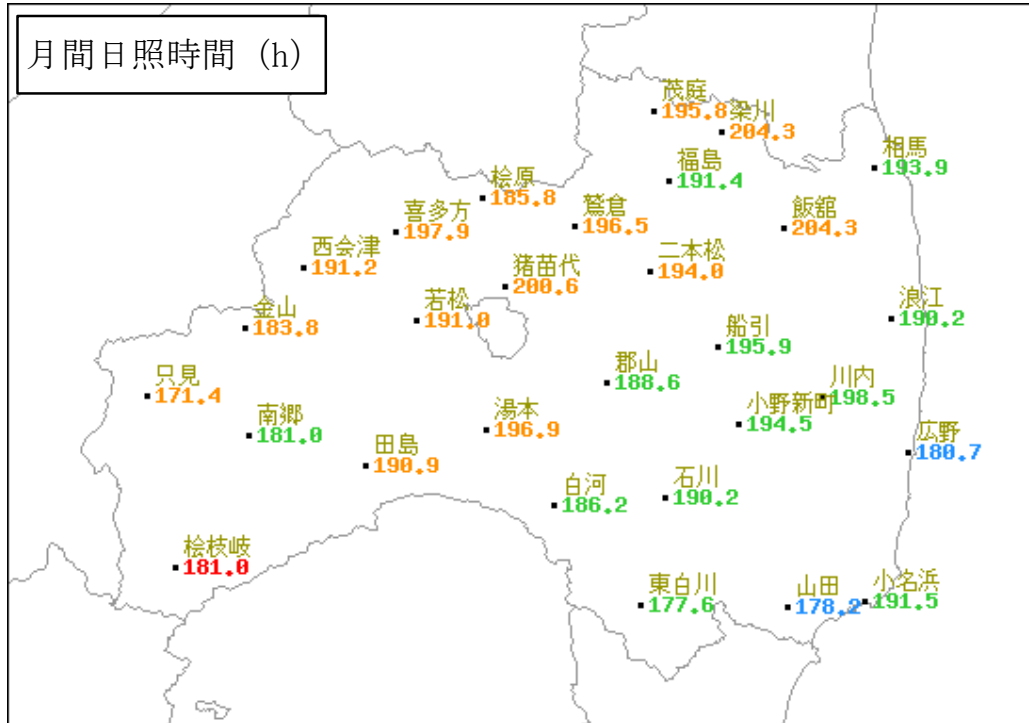 月間日照時間 (h)
茂庭
195.8
梁川
204.3
相馬
193.9
福島
191.4
桧原
185.8
鷲倉
196.5
飯舘
204.3
喜多方
197.9
西会津
191.2
猪苗代
200.6
二本松
194.0
金山
183.8
若松
191.0
浪江
190.2
船引
195.9
郡山
188.6
只見
171.4
川内
198.5
小野新町
194.5
南郷
181.0
湯本
196.9
田島
190.9
広野
180.7
白河
186.2
石川
190.2
桧枝岐
181.0
東白川
177.6
山田
178.2
小名浜
191.5